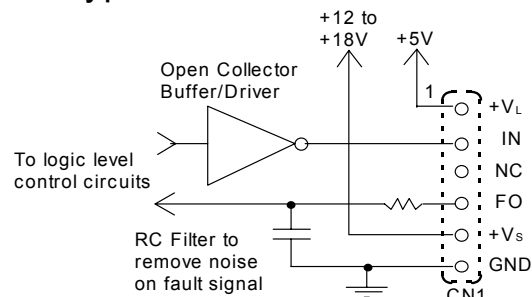 +12 to
+18V
+5V
Open Collector
Buffer/Driver
1
+VL
IN
To logic level
control circuits
NC
FO
RC Filter to
remove noise
on fault signal
+VS
GND
CN1